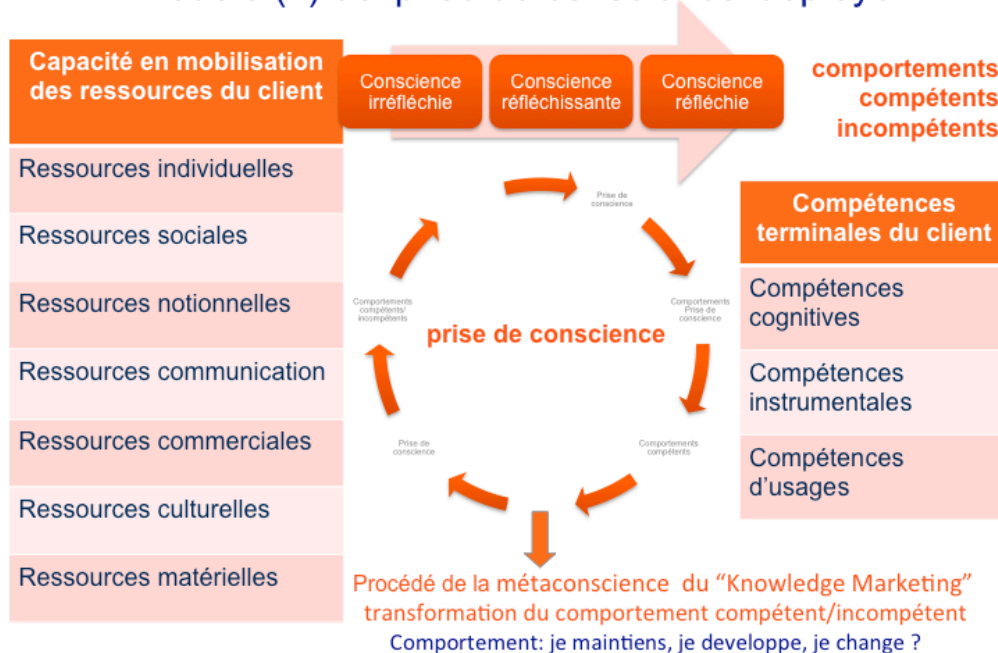 Capacité en mobilisation
des ressources du client
Ressources individuelles
Ressources sociales
Ressources notionnelles
Ressources communication
Ressources commerciales
Ressources culturelles
Ressources matérielles
Conscience
irréfléchie
Conscience
réfléchissante
Conscience
réfléchie
comportements
compétents
incompétents
Prise de
conscience
Comportements
Prise de
conscience
Comportements
compétents
Prise de
conscience
Comportements
compétents/
incompétents
prise de conscience
Compétences
terminales du client
Compétences
cognitives
Compétences
instrumentales
Compétences
d'usages
Procédé de la métaconscience du “Knowledge Marketing”
transformation du comportement compétent/incompétent
Comportement: je maintiens, je developpe, je change ?